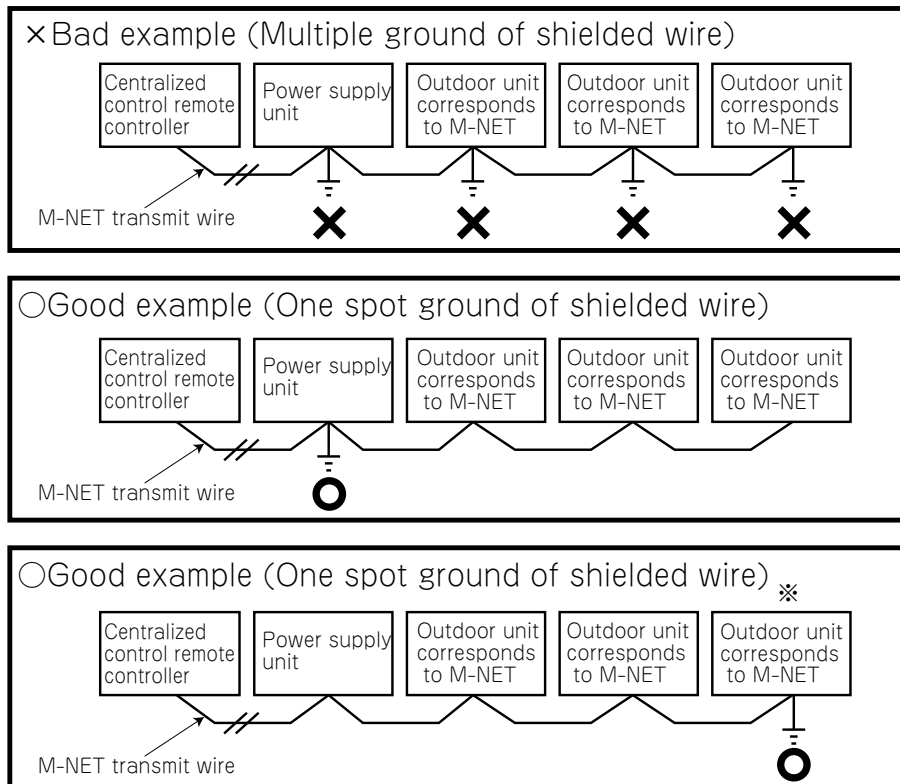 ×Bad example (Multiple ground of shielded wire)
Centralized
control remote
controller
Power supply
unit
Outdoor unit
corresponds
to M-NET
Outdoor unit
corresponds
to M-NET
Outdoor unit
corresponds
to M-NET
M-NET transmit wire
○Good example (One spot ground of shielded wire)
Centralized
control remote
controller
Power supply
unit
Outdoor unit
corresponds
to M-NET
Outdoor unit
corresponds
to M-NET
Outdoor unit
corresponds
to M-NET
M-NET transmit wire
○Good example (One spot ground of shielded wire)
※
Centralized
control remote
controller
Power supply
unit
Outdoor unit
corresponds
to M-NET
Outdoor unit
corresponds
to M-NET
Outdoor unit
corresponds
to M-NET
M-NET transmit wire